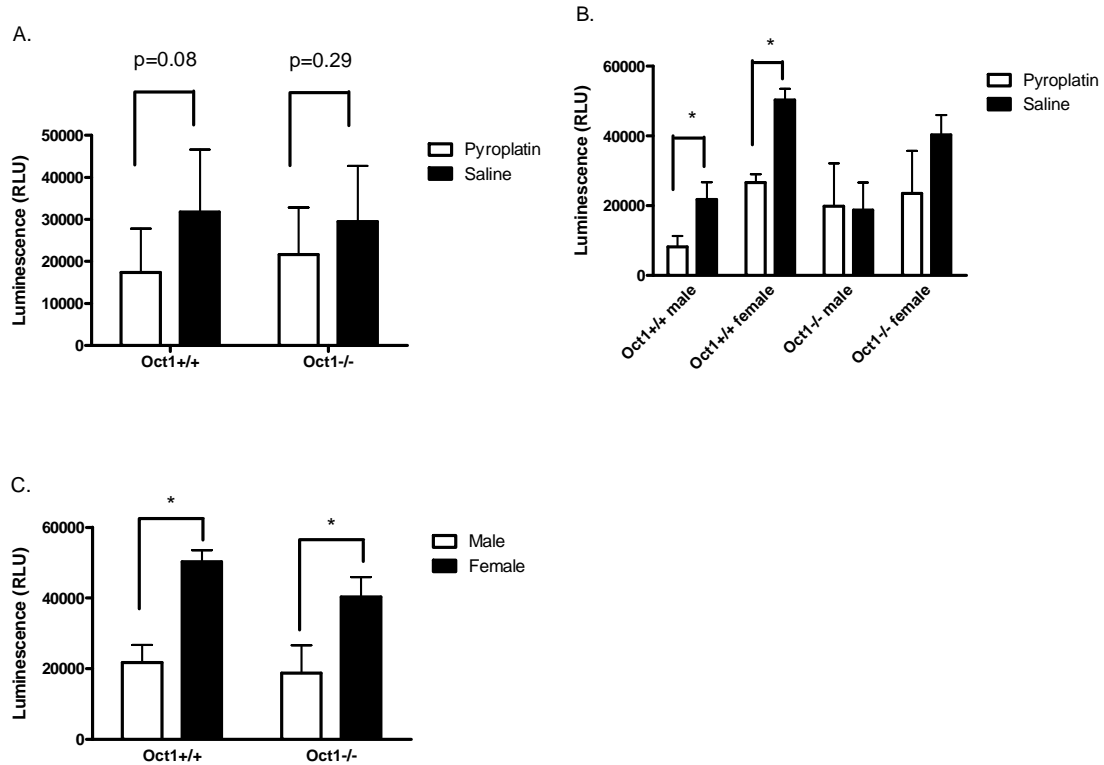 A.
p=0.08 p=0.29
50000
40000
30000
20000
10000
0
Luminescence (RLU)
Oct1+/+ Oct1-/-
Pyroplatin
Saline
B.
*
*
60000
40000
20000
0
Luminescence (RLU)
Oct1+/+ male
Oct1+/+ female
Oct1-/- male
Oct1-/- female
Pyroplatin
Saline
C.
*
*
60000
40000
20000
0
Luminescence (RLU)
Oct1+/+ Oct1-/-
Male
Female